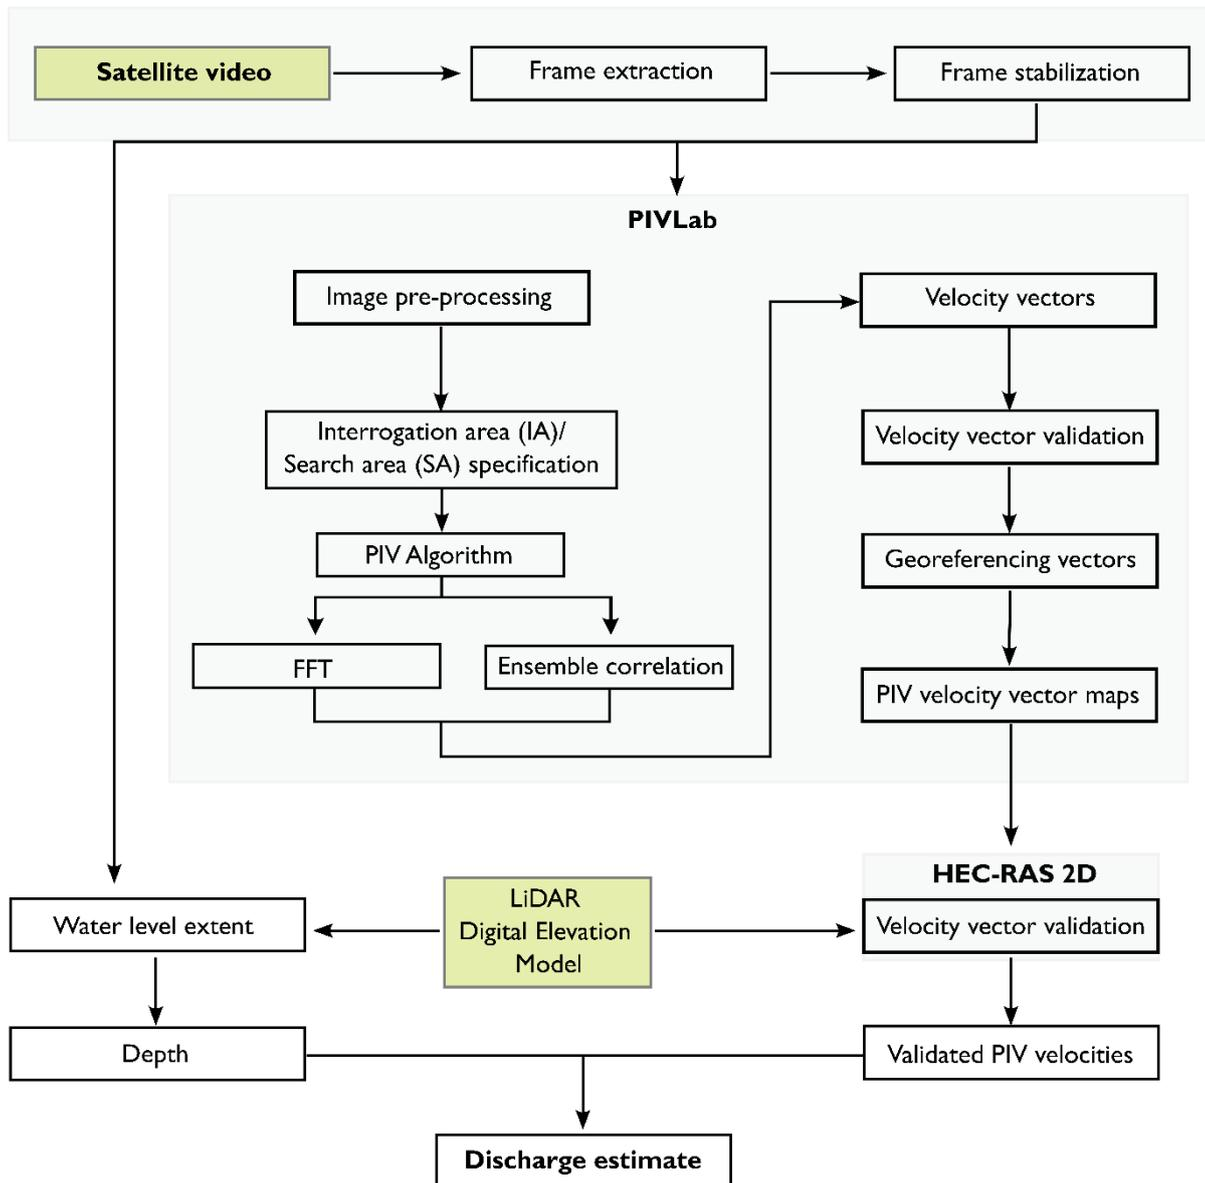 Satellite video
Frame extraction
Frame stabilization
PIVLab
Image pre-processing
Interrogation area (IA)/
Search area (SA) specification
PIV Algorithm
FFT
Ensemble correlation
Velocity vectors
Velocity vector validation
Georeferencing vectors
PIV velocity vector maps
Water level extent
LiDAR
Digital Elevation
Model
HEC-RAS 2D
Velocity vector validation
Depth
Validated PIV velocities
Discharge estimate